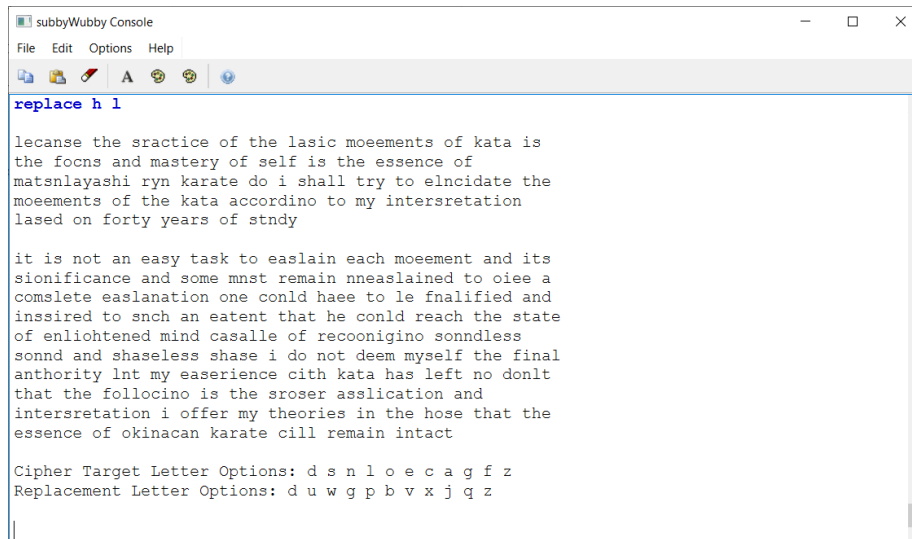 subbyWubby Console
File Edit Options Help
A
replace h l
lecanse the sractice of the lasic moeements of kata is
the focns and mastery of self is the essence of
matsnlayashi ryn karate do i shall try to elncidate the
moeements of the kata accordino to my intersretation
lased on forty years of stndy
it is not an easy task to easlain each moeement and its
sionificance and some mnst remain nneaslained to oiee a
comslete easlanation one conld haee to le fnalified and
inssired to snch an eatent that he conld reach the state
of enliohtened mind casalle of recoonigino sonndless
sonnd and shaseless shase i do not deem myself the final
anthority lnt my easerience cith kata has left no donlt
that the follocino is the sroser asslication and
intersretation i offer my theories in the hose that the
essence of okinacan karate cill remain intact
Cipher Target Letter Options: d s n l o e c a g f z
Replacement Letter Options: d u w g p b v x j q z